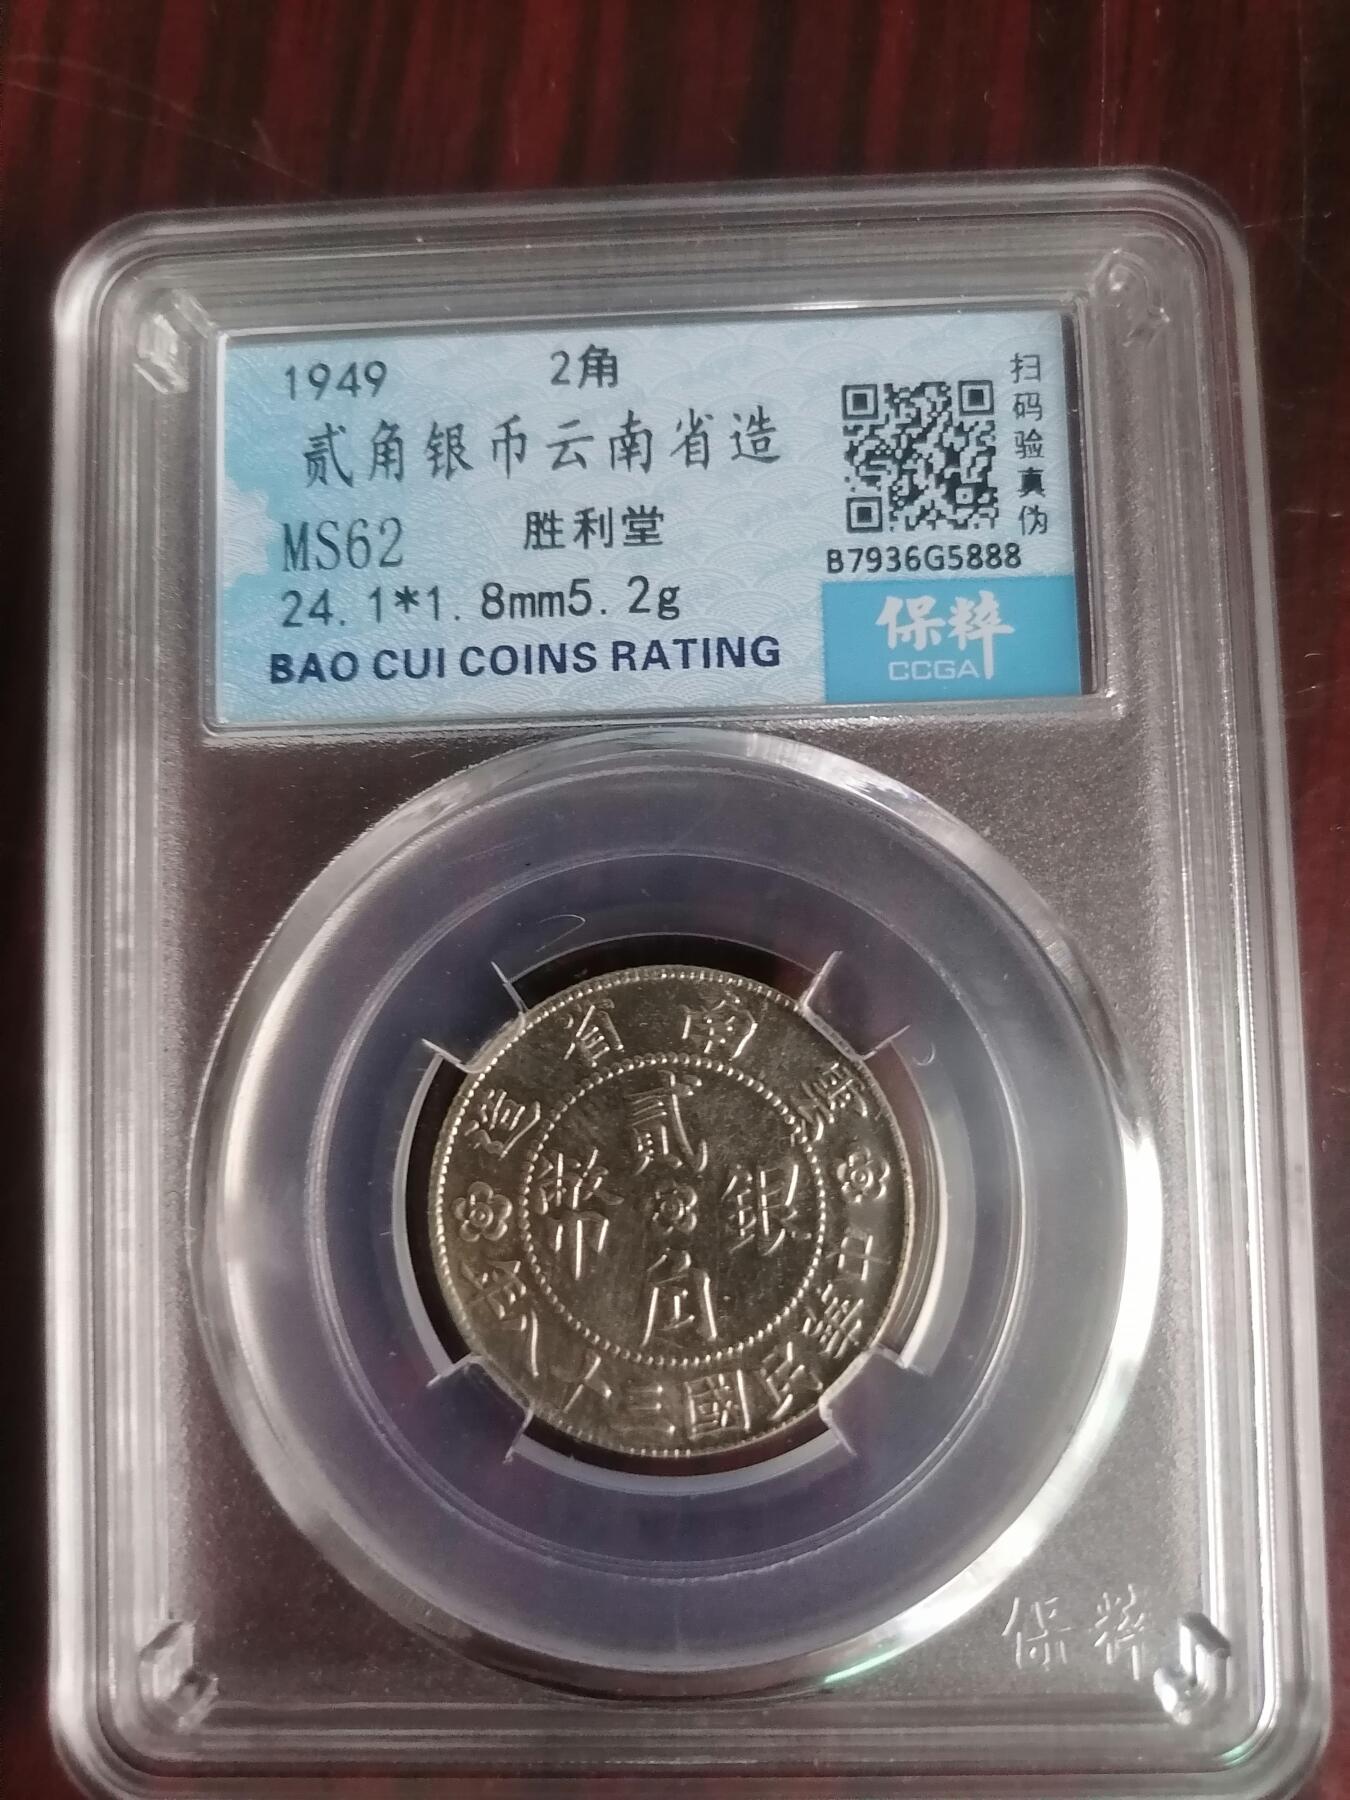 1949 2角
贰角银币云南省造
MS62 胜利堂
24.1*1.8mm5.2g
BAO CUI COINS RATING
扫码验真伪
B7936G5888
保粹
CCGA
雲南省造
貳角銀幣
中華民國三十八年
保粹